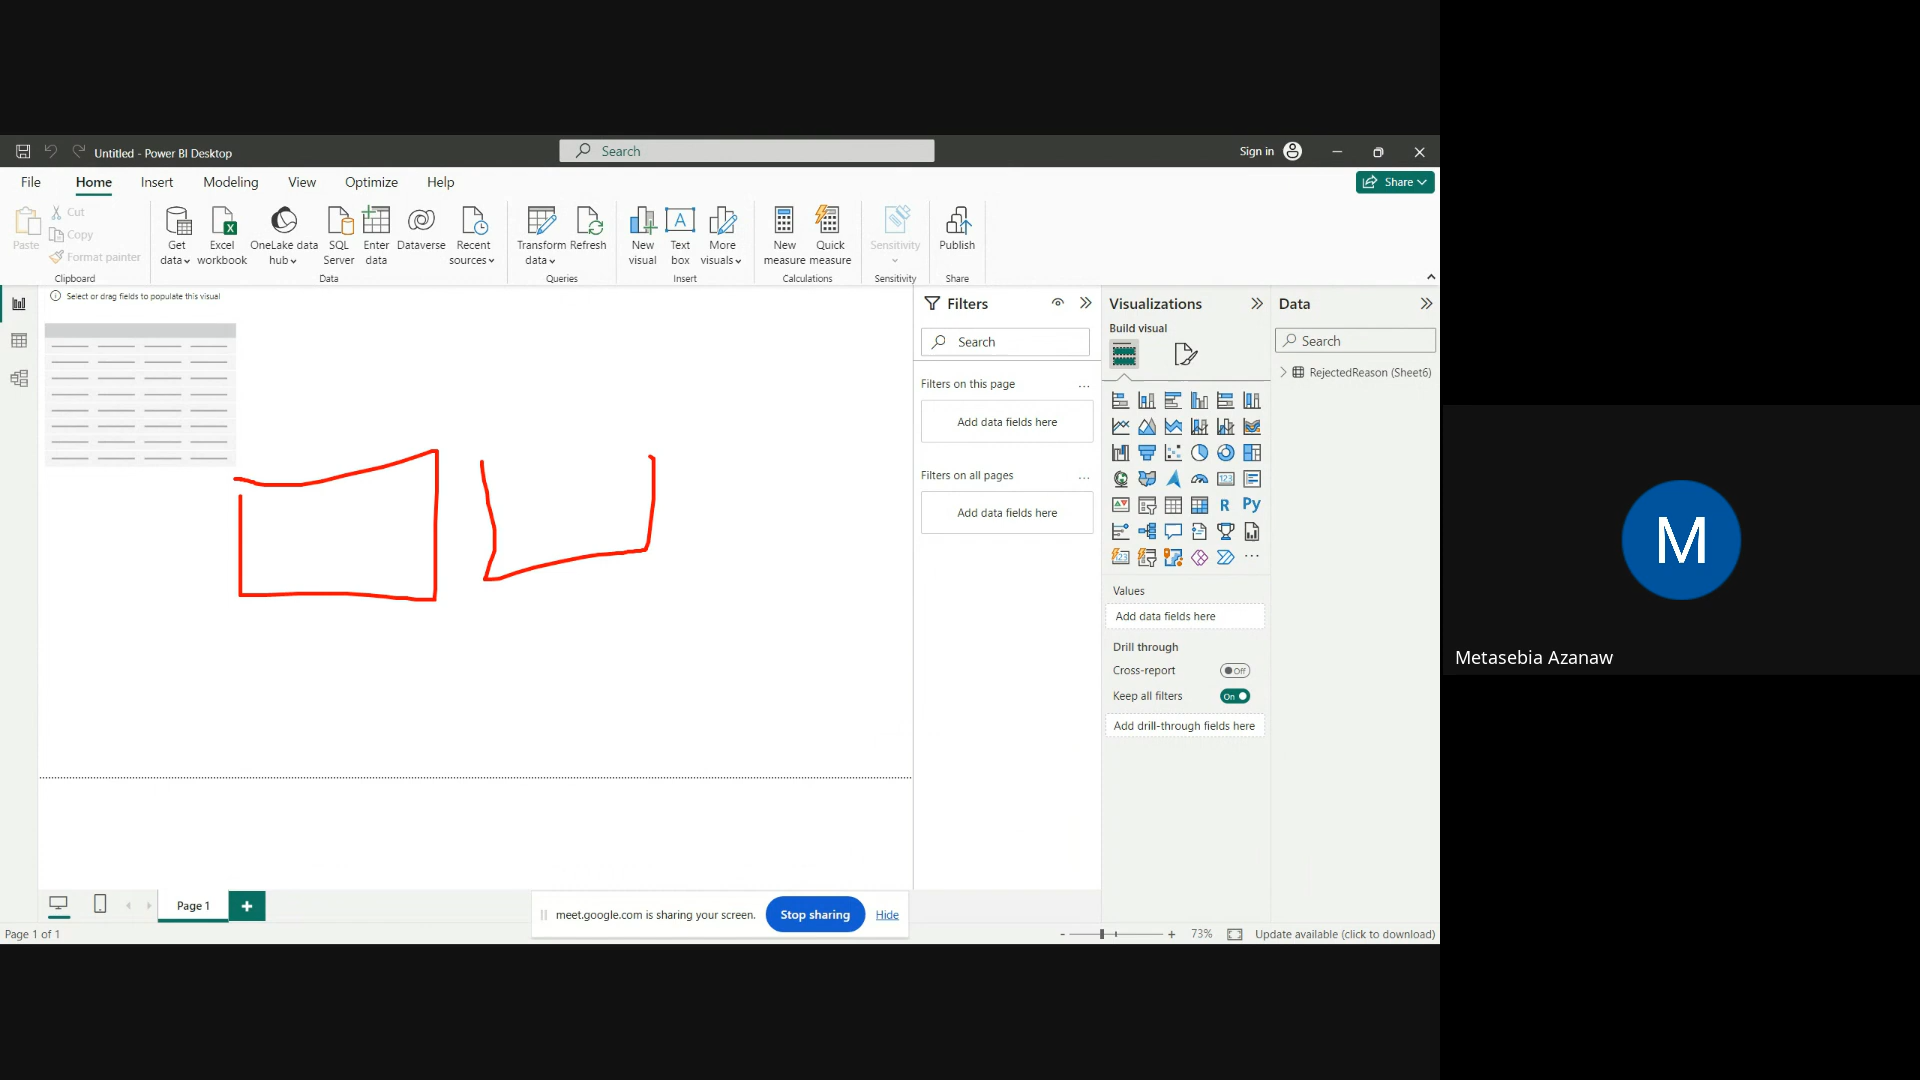 Untitled - Power BI Desktop
Search
Sign in
File Home Insert Modeling View Optimize Help
Share
Paste
Cut
Copy
Format painter
Clipboard
Get data
Excel workbook
OneLake data hub
SQL Server
Enter data
Dataverse
Recent sources
Data
Transform data
Refresh
Queries
New visual
Text box
More visuals
Insert
New measure
Quick measure
Calculations
Sensitivity
Sensitivity
Publish
Share
Select or drag fields to populate this visual
Filters
Search
Filters on this page ...
Add data fields here
Filters on all pages ...
Add data fields here
Visualizations
Build visual
123
R Py
123
...
Values
Add data fields here
Drill through
Cross-report Off
Keep all filters On
Add drill-through fields here
Data
Search
RejectedReason (Sheet6)
M
Metasebia Azanaw
Page 1
+
meet.google.com is sharing your screen. Stop sharing Hide
Page 1 of 1
- + 73%
Update available (click to download)